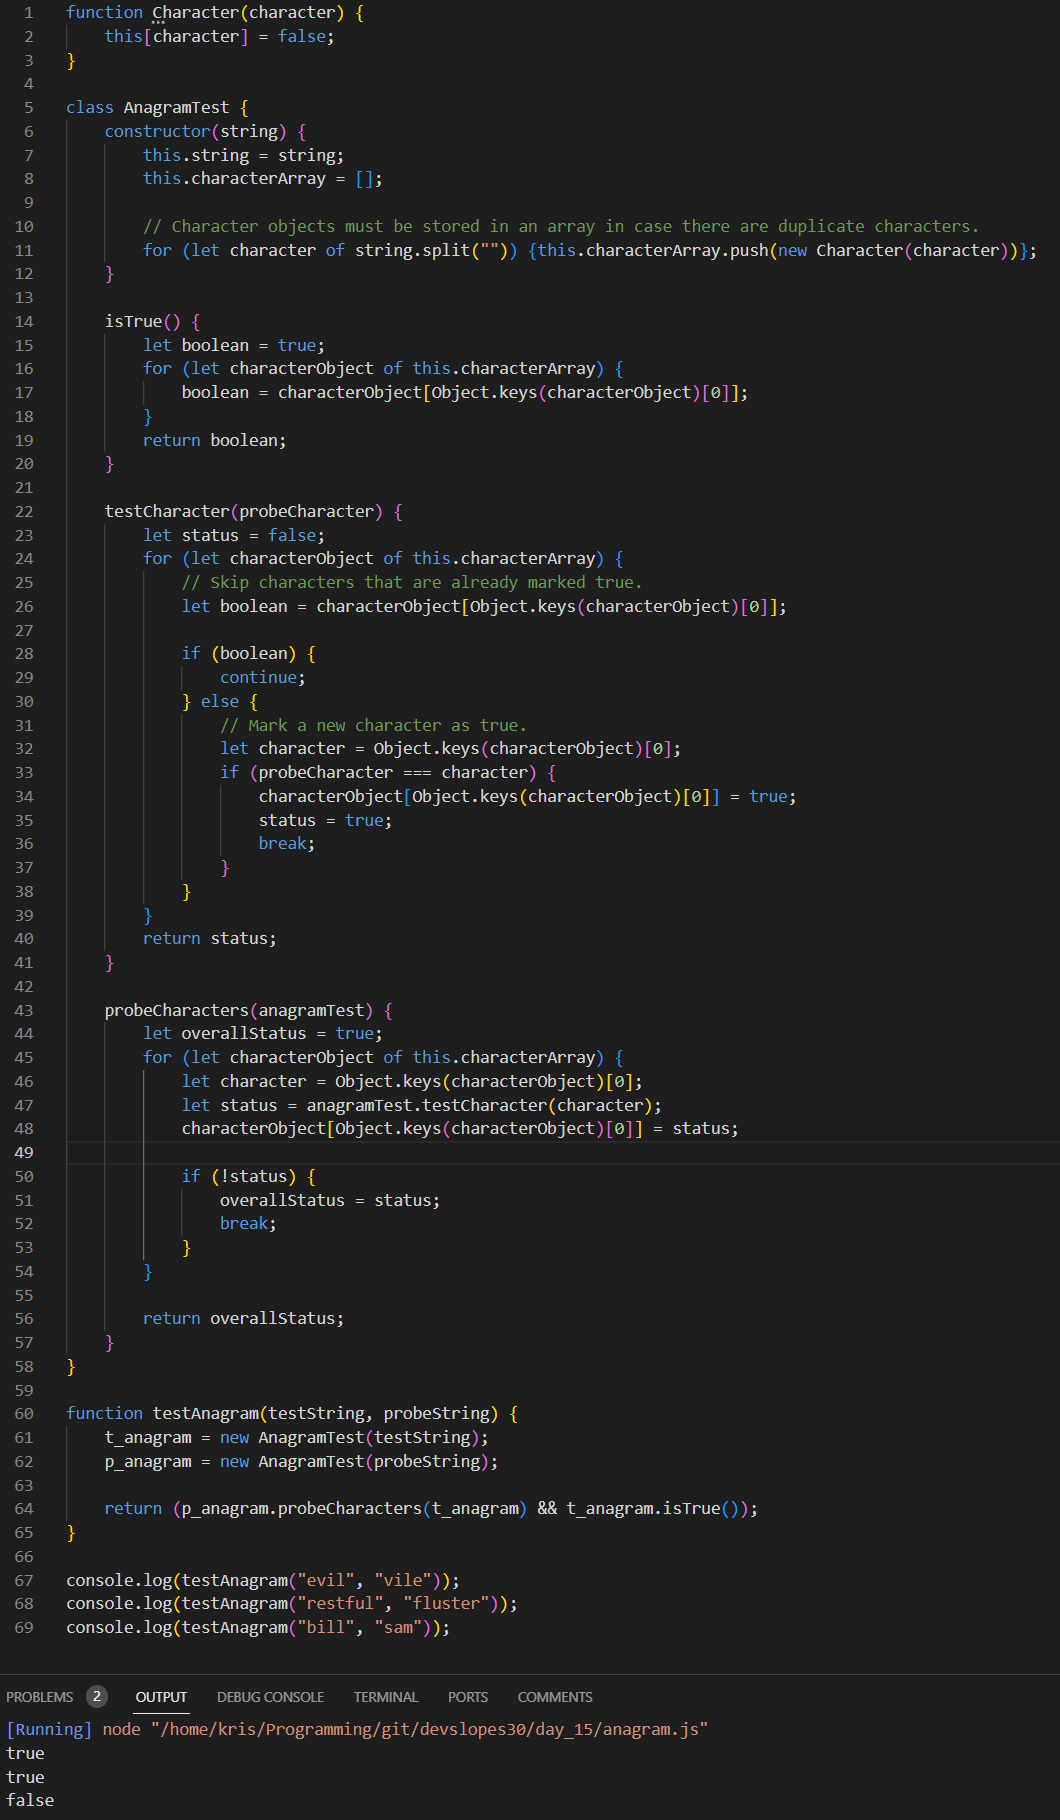 1 function Character(character) {
2     this[character] = false;
3 }
4
5 class AnagramTest {
6     constructor(string) {
7         this.string = string;
8         this.characterArray = [];
9
10         // Character objects must be stored in an array in case there are duplicate characters.
11         for (let character of string.split("")) {this.characterArray.push(new Character(character))};
12     }
13
14     isTrue() {
15         let boolean = true;
16         for (let characterObject of this.characterArray) {
17             boolean = characterObject[Object.keys(characterObject)[0]];
18         }
19         return boolean;
20     }
21
22     testCharacter(probeCharacter) {
23         let status = false;
24         for (let characterObject of this.characterArray) {
25             // Skip characters that are already marked true.
26             let boolean = characterObject[Object.keys(characterObject)[0]];
27
28             if (boolean) {
29                 continue;
30             } else {
31                 // Mark a new character as true.
32                 let character = Object.keys(characterObject)[0];
33                 if (probeCharacter === character) {
34                     characterObject[Object.keys(characterObject)[0]] = true;
35                     status = true;
36                     break;
37                 }
38             }
39         }
40         return status;
41     }
42
43     probeCharacters(anagramTest) {
44         let overallStatus = true;
45         for (let characterObject of this.characterArray) {
46             let character = Object.keys(characterObject)[0];
47             let status = anagramTest.testCharacter(character);
48             characterObject[Object.keys(characterObject)[0]] = status;
49
50             if (!status) {
51                 overallStatus = status;
52                 break;
53             }
54         }
55
56         return overallStatus;
57     }
58 }
59
60 function testAnagram(testString, probeString) {
61     t_anagram = new AnagramTest(testString);
62     p_anagram = new AnagramTest(probeString);
63
64     return (p_anagram.probeCharacters(t_anagram) && t_anagram.isTrue());
65 }
66
67 console.log(testAnagram("evil", "vile"));
68 console.log(testAnagram("restful", "fluster"));
69 console.log(testAnagram("bill", "sam"));
PROBLEMS 2 OUTPUT DEBUG CONSOLE TERMINAL PORTS COMMENTS
[Running] node "/home/kris/Programming/git/devslopes30/day_15/anagram.js"
true
true
false